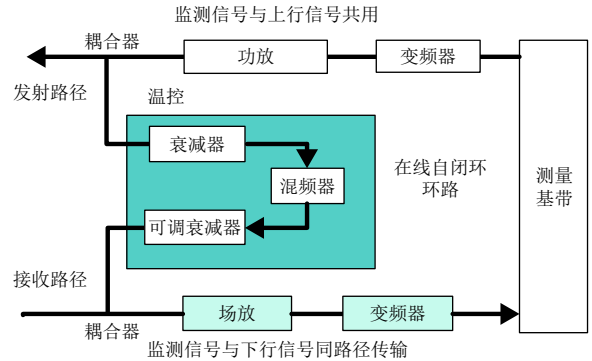 监测信号与上行信号共用
耦合器
功放
变频器
发射路径
温控
衰减器
在线自闭环
环路
混频器
测量
基带
可调衰减器
接收路径
场放
变频器
耦合器
监测信号与下行信号同路径传输